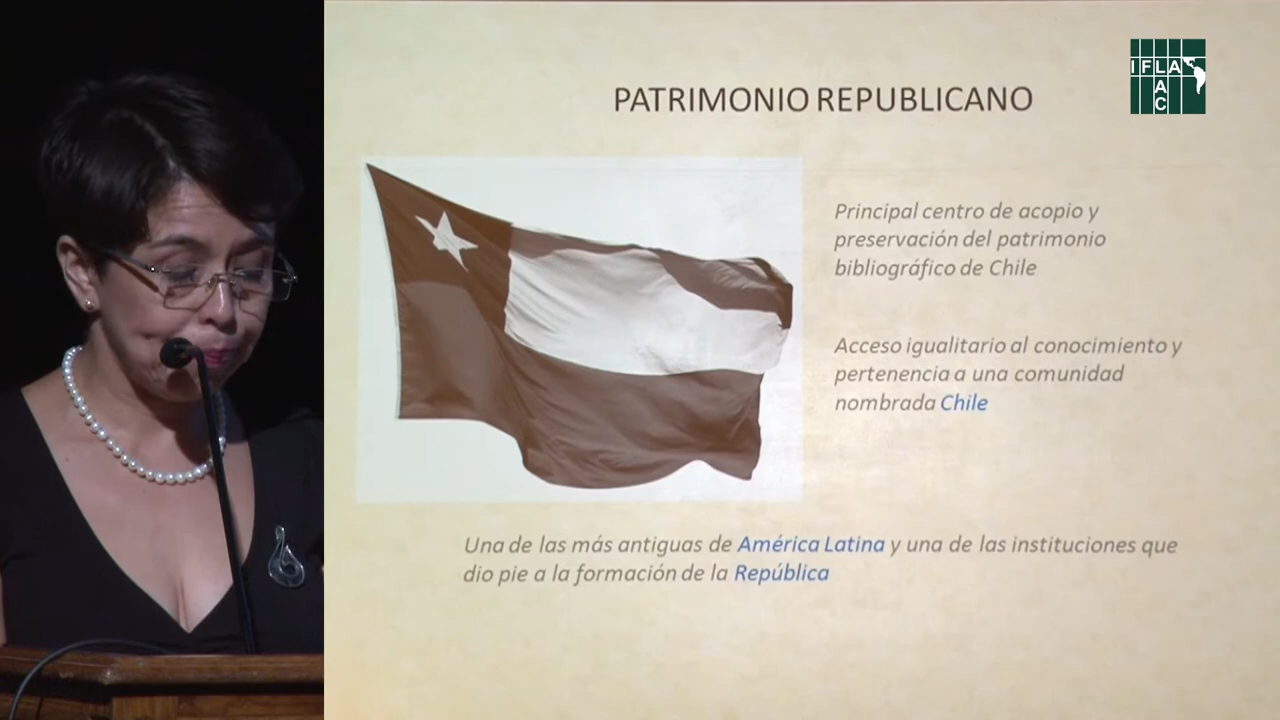 PATRIMONIO REPUBLICANO
IFLA
LAC
Principal centro de acopio y
preservación del patrimonio
bibliográfico de Chile
Acceso igualitario al conocimiento y
pertenencia a una comunidad
nombrada Chile
Una de las más antiguas de América Latina y una de las instituciones que
dio pie a la formación de la República